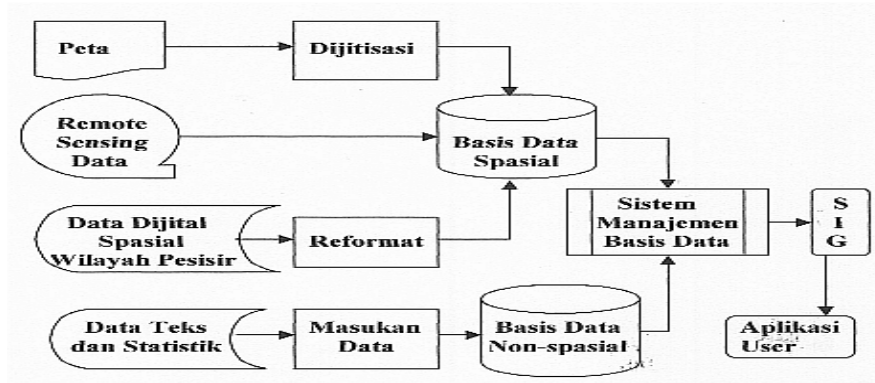 Peta
Dijitisasi
Remote
Sensing
Data
Basis Data
Spasial
Data Dijital
Spasial
Wilayah Pesisir
Reformat
Sistem
Manajemen
Basis Data
S
I
G
Data Teks
dan Statistik
Masukan
Data
Basis Data
Non-spasial
Aplikasi
User